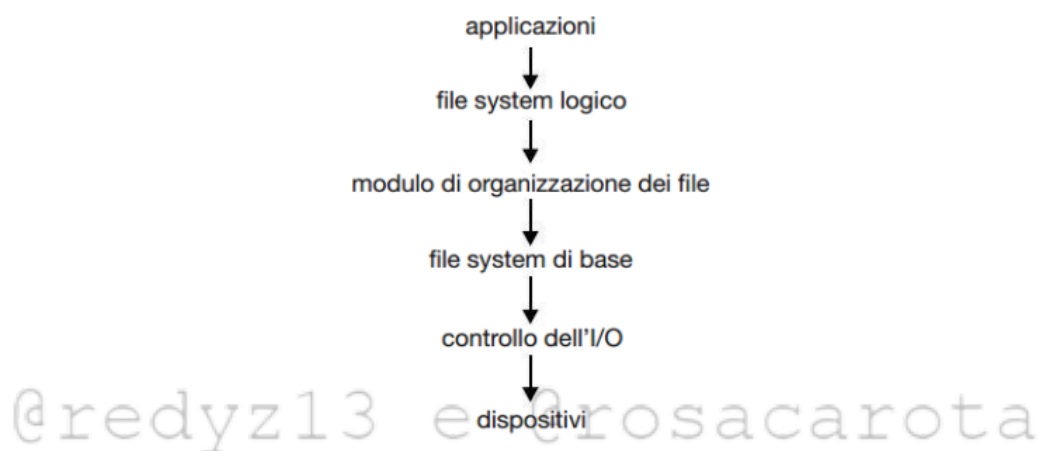 applicazioni
file system logico
modulo di organizzazione dei file
file system di base
controllo dell'I/O
dispositivi
@redyz13 e @rosacarota